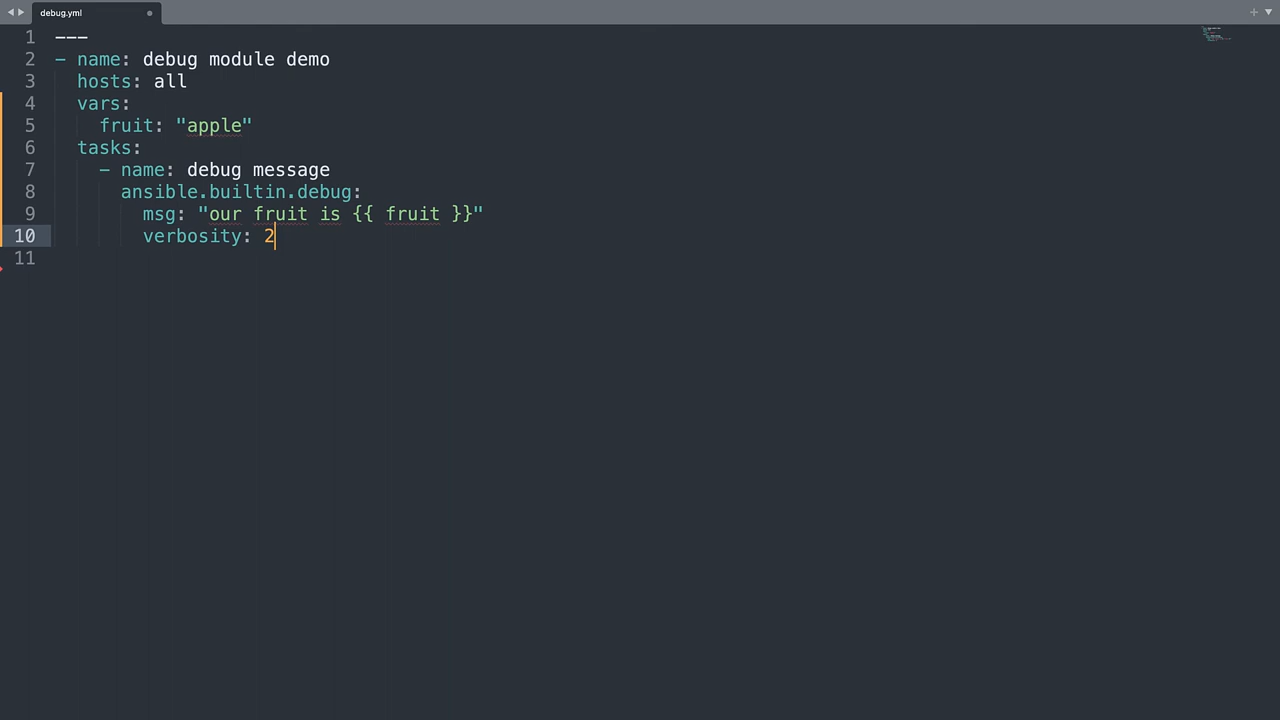 debug.yml
1 ---
2 - name: debug module demo
3   hosts: all
4   vars:
5     fruit: "apple"
6   tasks:
7     - name: debug message
8       ansible.builtin.debug:
9         msg: "our fruit is {{ fruit }}"
10         verbosity: 2
11